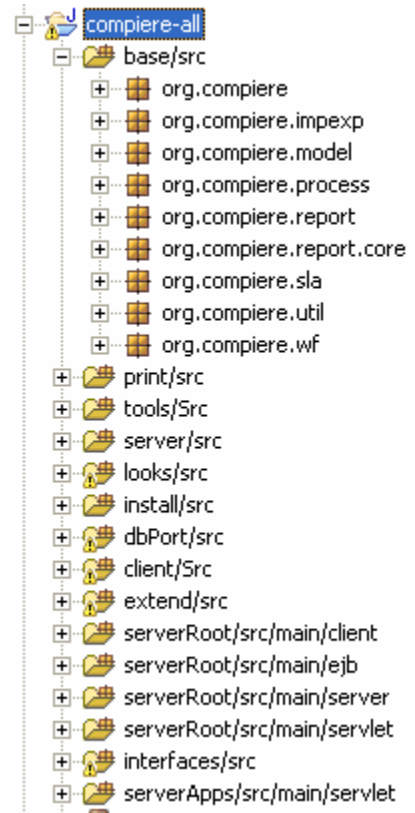 compiere-all
base/src
org.compiere
org.compiere.impexp
org.compiere.model
org.compiere.process
org.compiere.report
org.compiere.report.core
org.compiere.sla
org.compiere.util
org.compiere.wf
print/src
tools/Src
server/src
looks/src
install/src
dbPort/src
client/Src
extend/src
serverRoot/src/main/client
serverRoot/src/main/ejb
serverRoot/src/main/server
serverRoot/src/main/servlet
interfaces/src
serverApps/src/main/servlet